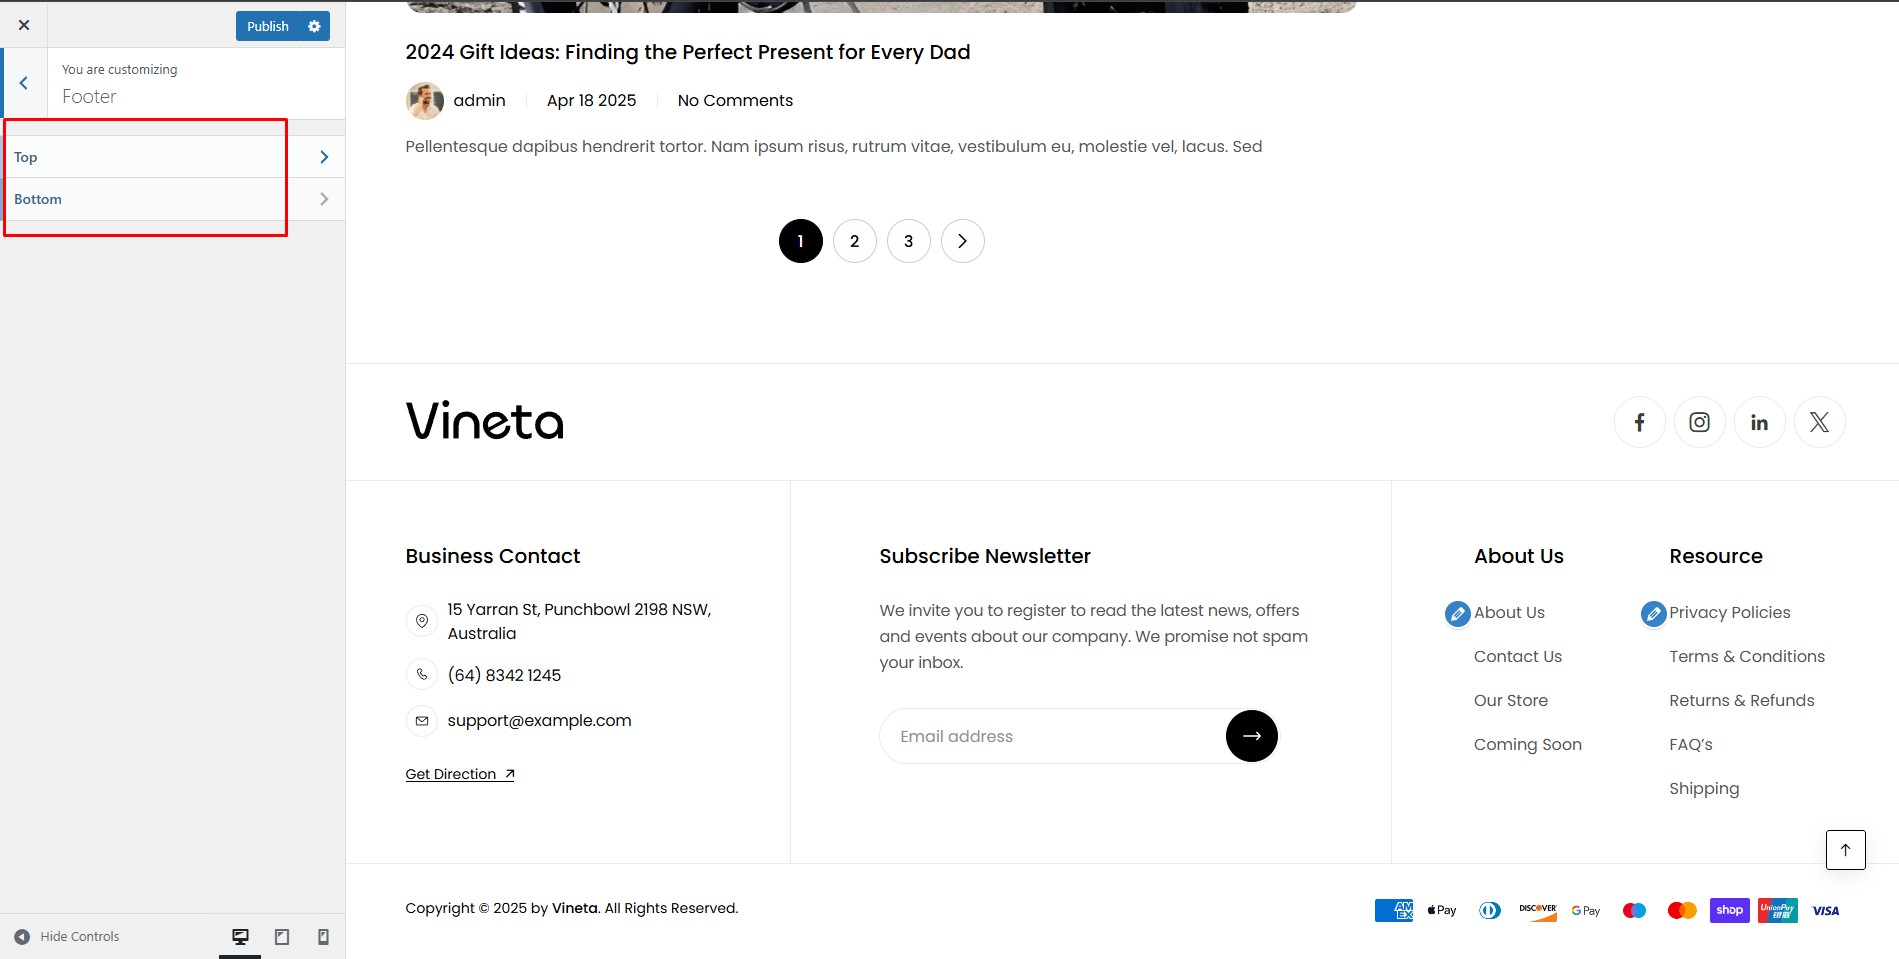 Publish
You are customizing
Footer
Top
Bottom
Hide Controls
2024 Gift Ideas: Finding the Perfect Present for Every Dad
admin
Apr 18 2025
No Comments
Pellentesque dapibus hendrerit tortor. Nam ipsum risus, rutrum vitae, vestibulum eu, molestie vel, lacus. Sed
1 2 3
Vineta
Business Contact
15 Yarran St, Punchbowl 2198 NSW,
Australia
(64) 8342 1245
support@example.com
Get Direction
Subscribe Newsletter
We invite you to register to read the latest news, offers
and events about our company. We promise not spam
your inbox.
Email address
About Us
About Us
Contact Us
Our Store
Coming Soon
Resource
Privacy Policies
Terms & Conditions
Returns & Refunds
FAQ’s
Shipping
Copyright © 2025 by Vineta. All Rights Reserved.
AM
EX
Pay
DISCOVER
G Pay
shop
UnionPay
银联
VISA